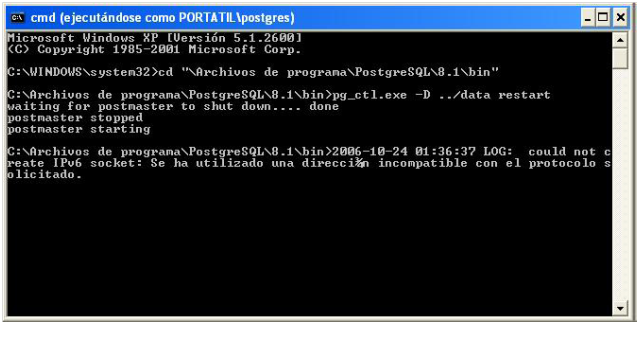 cmd (ejecutándose como PORTATIL\postgres)
Microsoft Windows XP [Versión 5.1.2600]
(C) Copyright 1985-2001 Microsoft Corp.
C:\WINDOWS\system32>cd "\Archivos de programa\PostgreSQL\8.1\bin"
C:\Archivos de programa\PostgreSQL\8.1\bin>pg_ctl.exe -D ../data restart
waiting for postmaster to shut down.... done
postmaster stopped
postmaster starting
C:\Archivos de programa\PostgreSQL\8.1\bin>2006-10-24 01:36:37 LOG:  could not c
reate IPv6 socket: Se ha utilizado una direcci¾n incompatible con el protocolo s
olicitado.